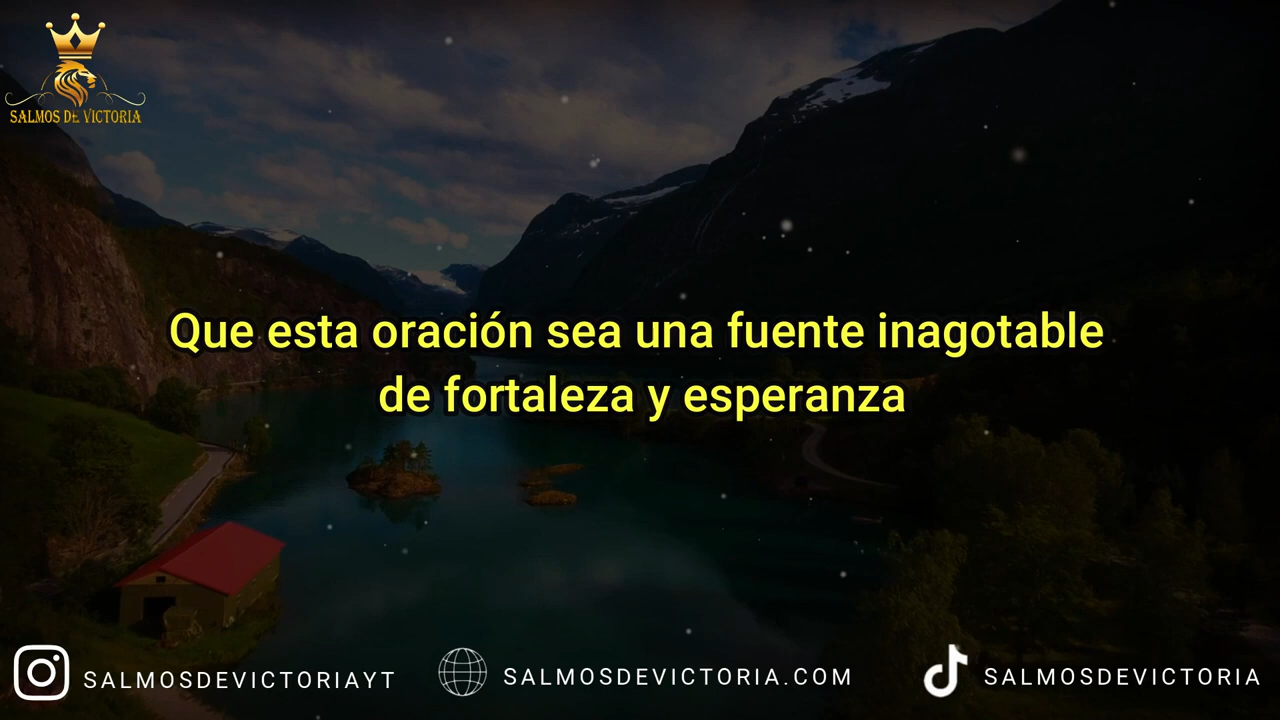 SALMOS DE VICTORIA
Que esta oración sea una fuente inagotable
de fortaleza y esperanza
SALMOSDEVICTORIAYT
SALMOSDEVICTORIA.COM
SALMOSDEVICTORIA